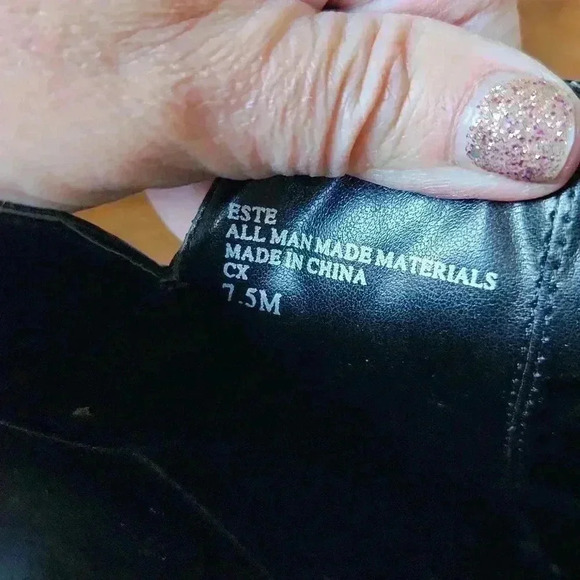 ESTE
ALL MAN MADE MATERIALS
MADE IN CHINA
CX
7.5M